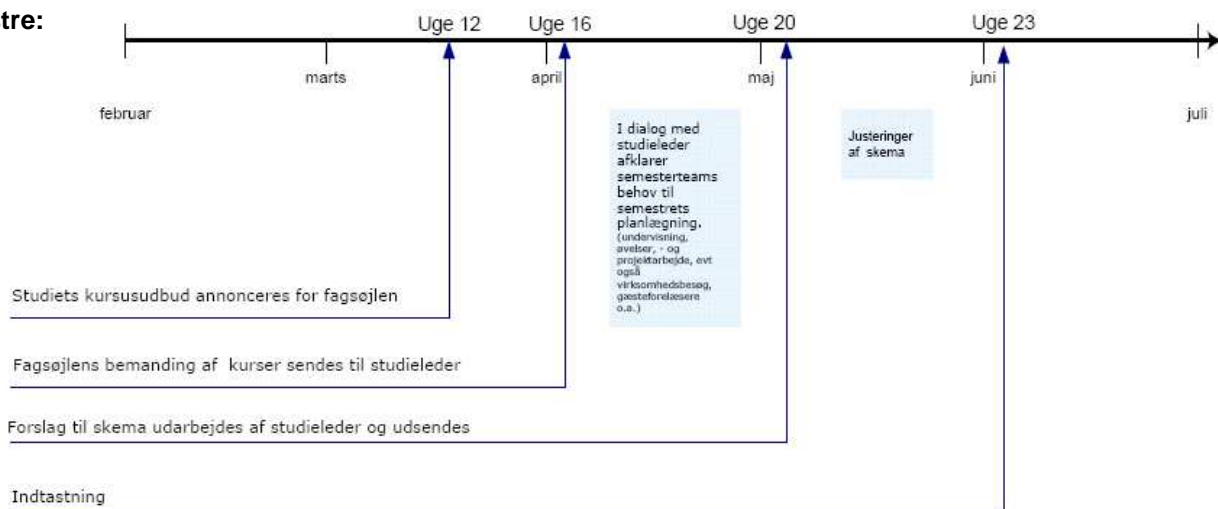 stre:
Uge 12
Uge 16
Uge 20
Uge 23
marts
april
maj
juni
februar
juli
I dialog med
studieleder
afklarer
semesterteams
behov til
semestrets
planlægning.
(undervisning,
øvelser, - og
projektarbejde, evt
også
virksomhedsbesøg,
gæsteforelæsere
o.a.)
Justeringer
af skema
Studiets kursusudbud annonceres for fagsøjlen
Fagsøjlens bemanding af kurser sendes til studieleder
Forslag til skema udarbejdes af studieleder og udsendes
Indtastning